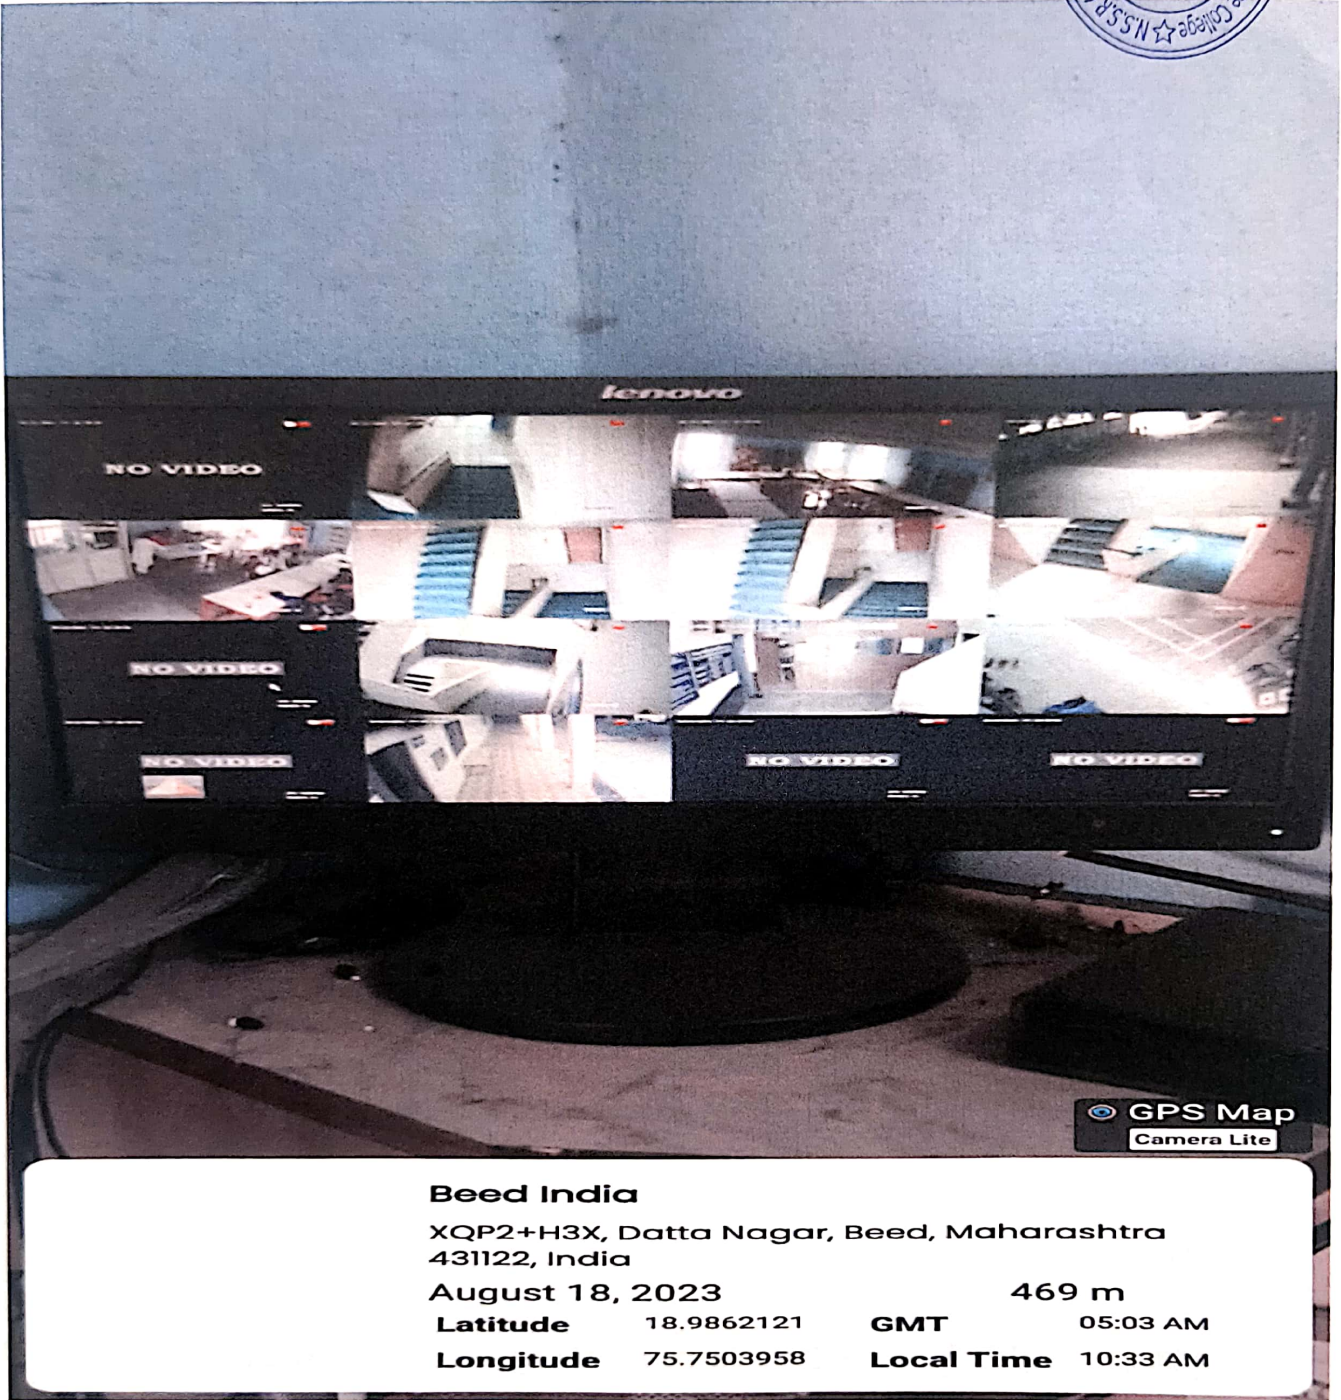 College ☆ N.S.S.R.
lenovo
NO VIDEO
NO VIDEO
NO VIDEO
NO VIDEO
NO VIDEO
GPS Map
Camera Lite
Beed India
XQP2+H3X, Datta Nagar, Beed, Maharashtra
431122, India
August 18, 2023 469 m
Latitude 18.9862121 GMT 05:03 AM
Longitude 75.7503958 Local Time 10:33 AM